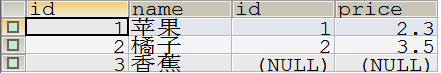 id name id price
1 苹果 1 2.3
2 橘子 2 3.5
3 香蕉 (NULL) (NULL)